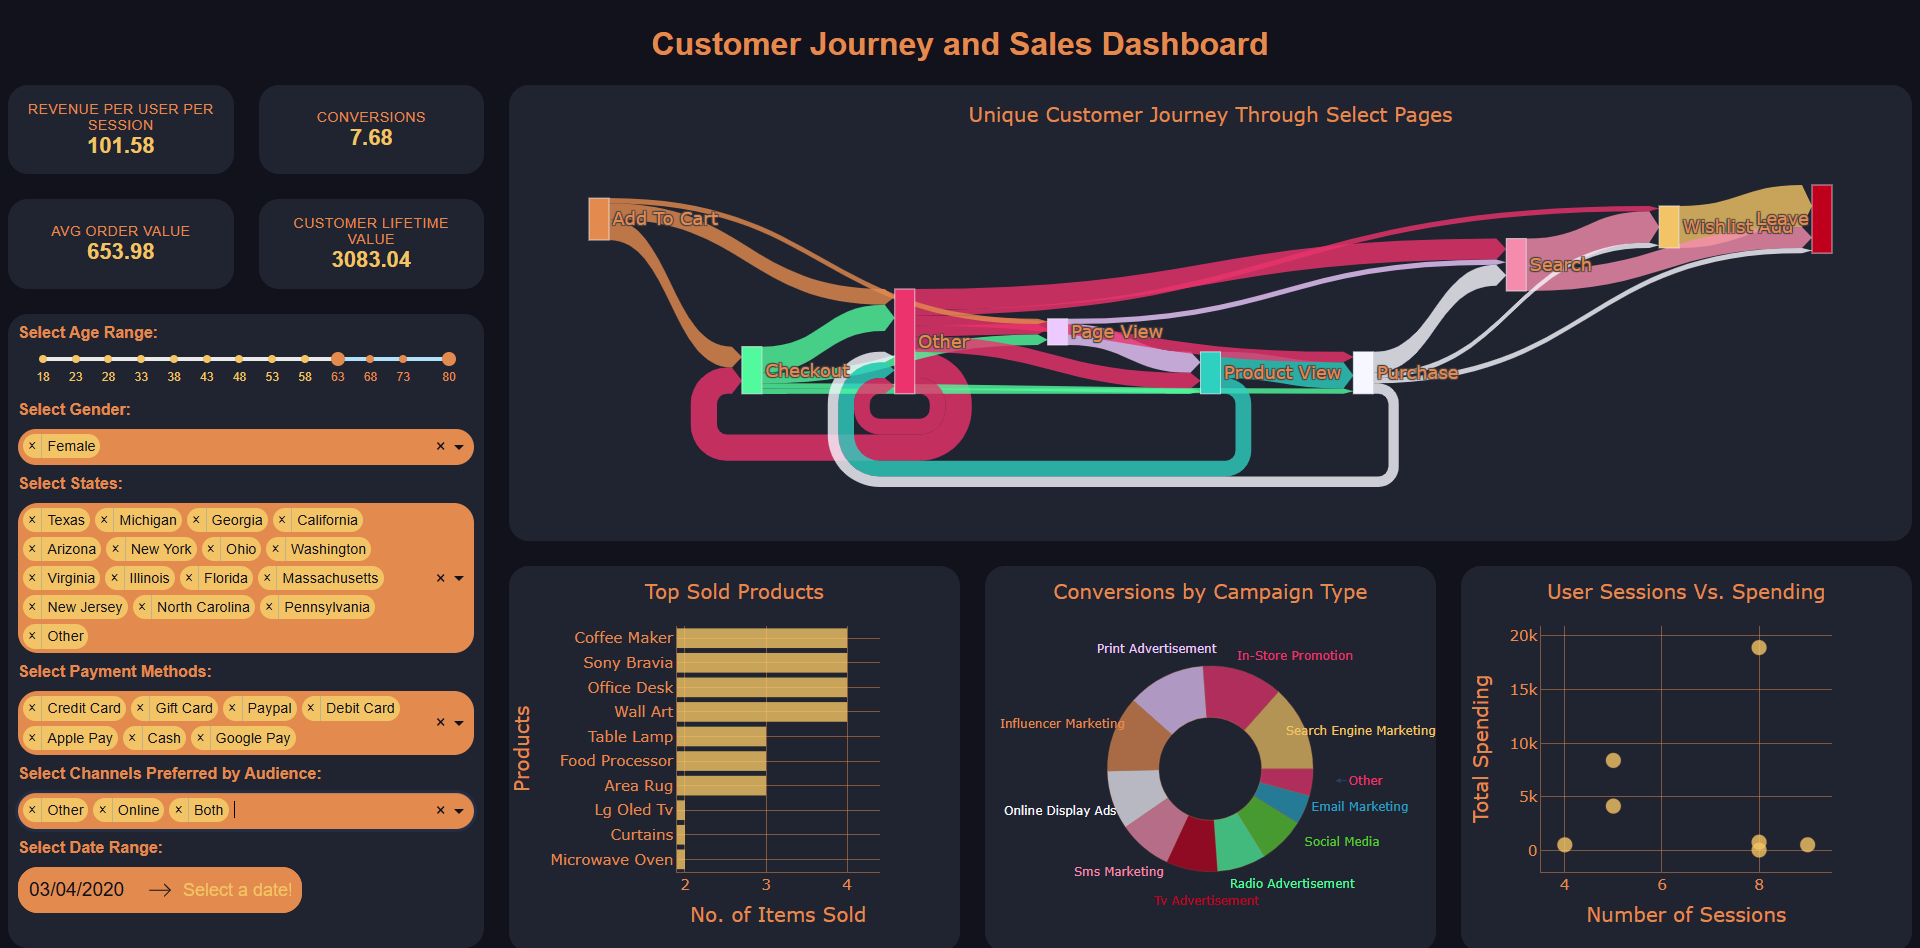 Customer Journey and Sales Dashboard
REVENUE PER USER PER
SESSION
101.58
CONVERSIONS
7.68
AVG ORDER VALUE
653.98
CUSTOMER LIFETIME
VALUE
3083.04
Select Age Range:
18 23 28 33 38 43 48 53 58 63 68 73 80
Select Gender:
× Female ×
Select States:
× Texas × Michigan × Georgia × California
× Arizona × New York × Ohio × Washington
× Virginia × Illinois × Florida × Massachusetts ×
× New Jersey × North Carolina × Pennsylvania
× Other
Select Payment Methods:
× Credit Card × Gift Card × Paypal × Debit Card ×
× Apple Pay × Cash × Google Pay
Select Channels Preferred by Audience:
× Other × Online × Both ×
Select Date Range:
03/04/2020 → Select a date!
Unique Customer Journey Through Select Pages
Add To Cart
Checkout
Other
Page View
Product View
Purchase
Search
Wishlist Add
Leave
Top Sold Products
Products
Coffee Maker
Sony Bravia
Office Desk
Wall Art
Table Lamp
Food Processor
Area Rug
Lg Oled Tv
Curtains
Microwave Oven
2 3 4
No. of Items Sold
Conversions by Campaign Type
Print Advertisement
In-Store Promotion
Influencer Marketing
Search Engine Marketing
Other
Online Display Ads
Email Marketing
Social Media
Sms Marketing
Radio Advertisement
Tv Advertisement
User Sessions Vs. Spending
Total Spending
20k
15k
10k
5k
0
4 6 8
Number of Sessions